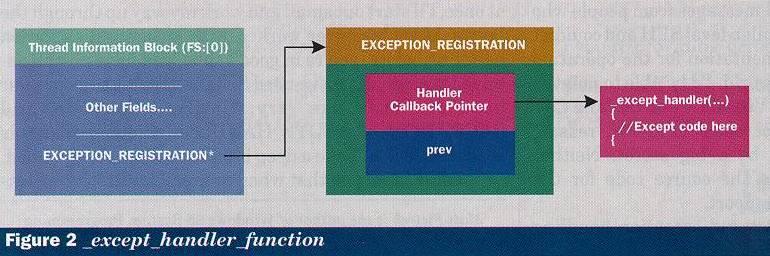 Thread Information Block (FS:[0])
Other Fields....
EXCEPTION_REGISTRATION*
EXCEPTION_REGISTRATION
Handler
Callback Pointer
prev
_except_handler(...)
{
//Except code here
{
Figure 2 _except_handler_function